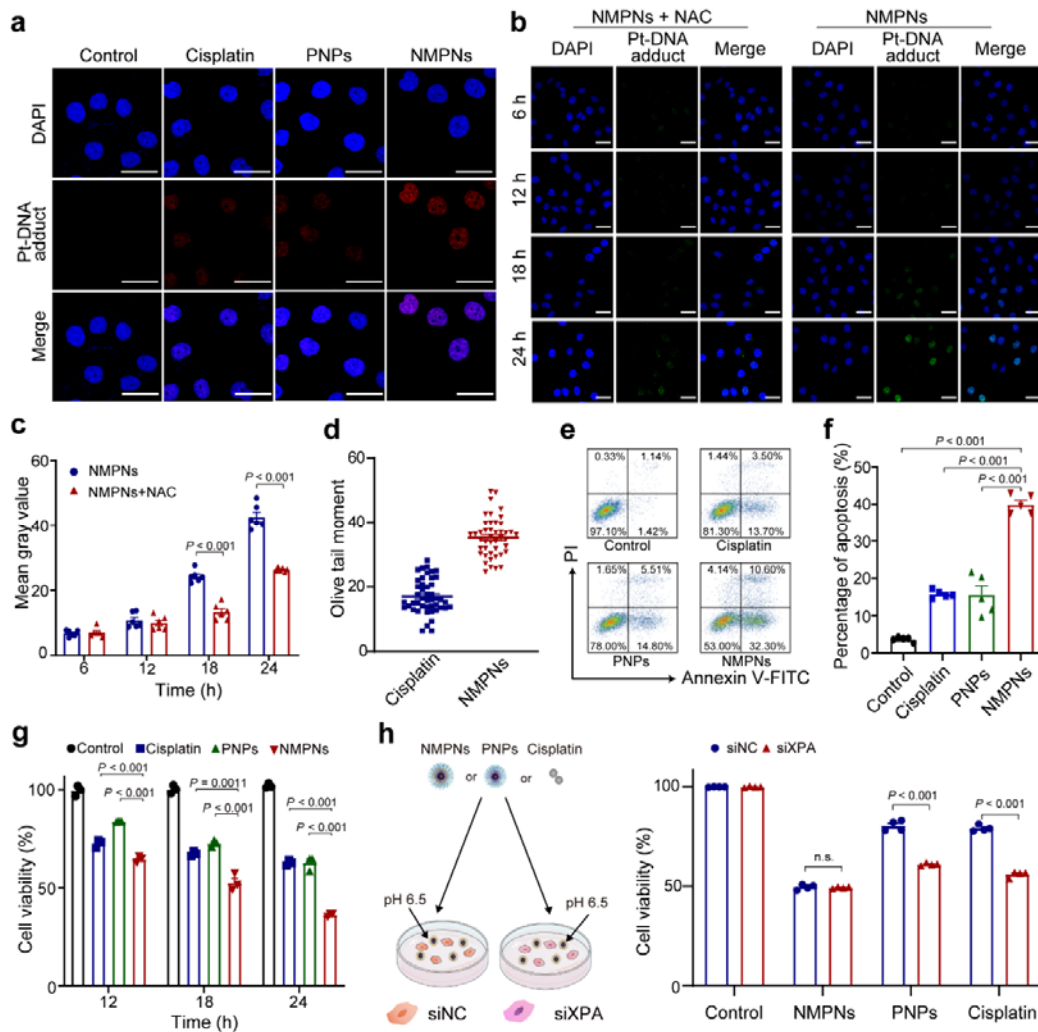 a
Control
Cisplatin
PNPs
NMPNs
DAPI
Pt-DNA
adduct
Merge
b
NMPNs + NAC
NMPNs
DAPI
Pt-DNA
adduct
Merge
DAPI
Pt-DNA
adduct
Merge
6 h
12 h
18 h
24 h
c
NMPNs
NMPNs+NAC
P < 0.001
P < 0.001
Mean gray value
60
40
20
0
6
12
18
24
Time (h)
d
Olive tail moment
60
40
20
0
Cisplatin
NMPNs
e
0.33%
1.14%
97.10%
1.42%
Control
1.44%
3.50%
81.30%
13.70%
Cisplatin
1.65%
5.51%
78.00%
14.80%
PNPs
4.14%
10.60%
53.00%
32.30%
NMPNs
PI
Annexin V-FITC
f
P < 0.001
P < 0.001
P < 0.001
Percentage of apoptosis (%)
50
40
30
20
10
0
Control
Cisplatin
PNPs
NMPNs
g
Control
Cisplatin
PNPs
NMPNs
P < 0.001
P < 0.001
P = 0.0011
P < 0.001
P < 0.001
P < 0.001
Cell viability (%)
100
50
0
12
18
24
Time (h)
h
NMPNs
PNPs
Cisplatin
or
or
pH 6.5
pH 6.5
siNC
siXPA
siNC
siXPA
n.s.
P < 0.001
P < 0.001
Cell viability (%)
100
50
0
Control
NMPNs
PNPs
Cisplatin